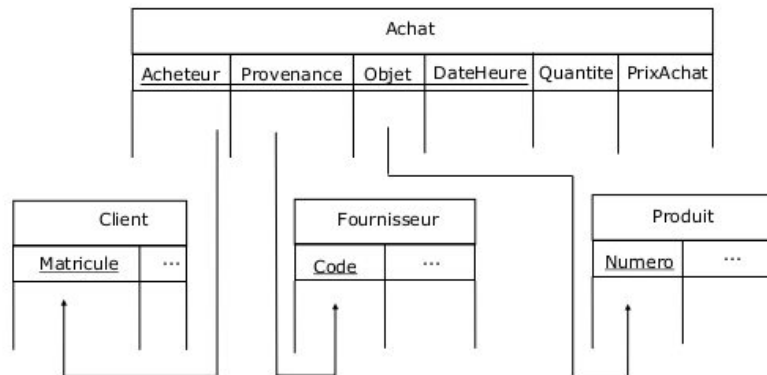 Achat
Acheteur Provenance Objet DateHeure Quantite PrixAchat
Client Fournisseur Produit
Matricule ... Code ... Numero ...